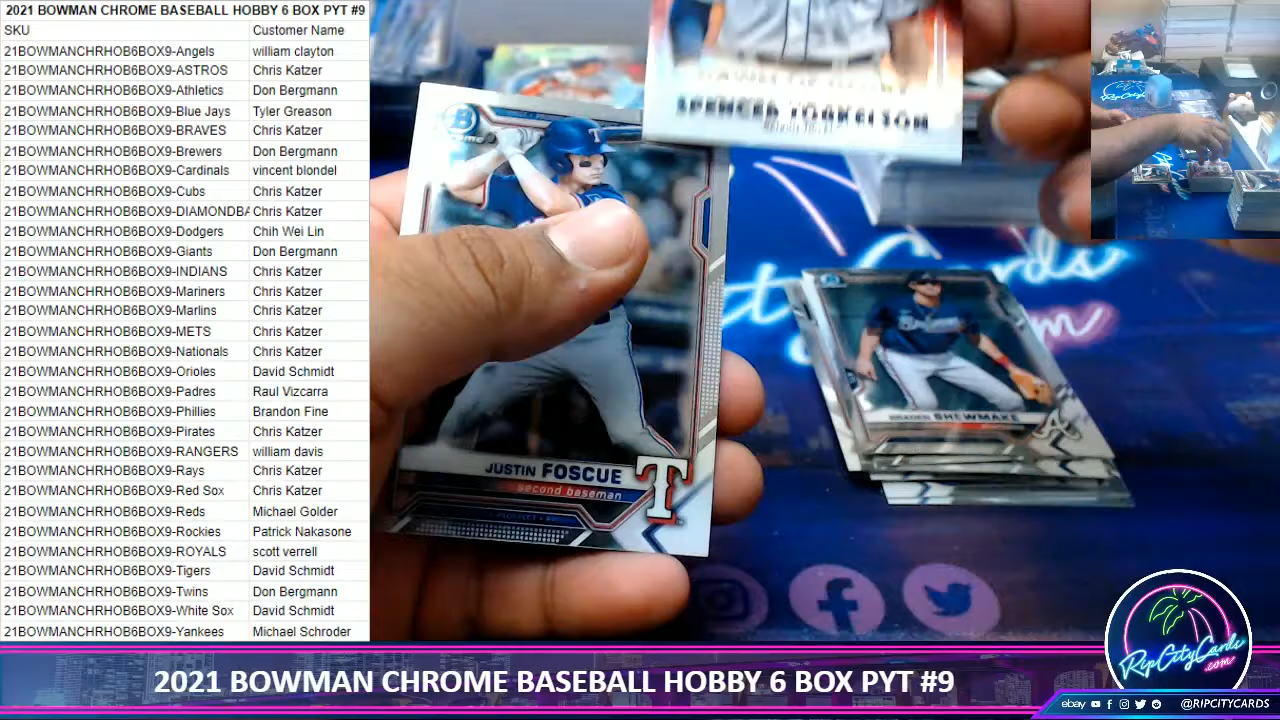 2021 BOWMAN CHROME BASEBALL HOBBY 6 BOX PYT #9
SKU Customer Name
21BOWMANCHRHOB6BOX9-Angels william clayton
21BOWMANCHRHOB6BOX9-ASTROS Chris Katzer
21BOWMANCHRHOB6BOX9-Athletics Don Bergmann
21BOWMANCHRHOB6BOX9-Blue Jays Tyler Greason
21BOWMANCHRHOB6BOX9-BRAVES Chris Katzer
21BOWMANCHRHOB6BOX9-Brewers Don Bergmann
21BOWMANCHRHOB6BOX9-Cardinals vincent blondel
21BOWMANCHRHOB6BOX9-Cubs Chris Katzer
21BOWMANCHRHOB6BOX9-DIAMONDBA Chris Katzer
21BOWMANCHRHOB6BOX9-Dodgers Chih Wei Lin
21BOWMANCHRHOB6BOX9-Giants Don Bergmann
21BOWMANCHRHOB6BOX9-INDIANS Chris Katzer
21BOWMANCHRHOB6BOX9-Mariners Chris Katzer
21BOWMANCHRHOB6BOX9-Marlins Chris Katzer
21BOWMANCHRHOB6BOX9-METS Chris Katzer
21BOWMANCHRHOB6BOX9-Nationals Chris Katzer
21BOWMANCHRHOB6BOX9-Orioles David Schmidt
21BOWMANCHRHOB6BOX9-Padres Raul Vizcarra
21BOWMANCHRHOB6BOX9-Phillies Brandon Fine
21BOWMANCHRHOB6BOX9-Pirates Chris Katzer
21BOWMANCHRHOB6BOX9-RANGERS william davis
21BOWMANCHRHOB6BOX9-Rays Chris Katzer
21BOWMANCHRHOB6BOX9-Red Sox Chris Katzer
21BOWMANCHRHOB6BOX9-Reds Michael Golder
21BOWMANCHRHOB6BOX9-Rockies Patrick Nakasone
21BOWMANCHRHOB6BOX9-ROYALS scott verrell
21BOWMANCHRHOB6BOX9-Tigers David Schmidt
21BOWMANCHRHOB6BOX9-Twins Don Bergmann
21BOWMANCHRHOB6BOX9-White Sox David Schmidt
21BOWMANCHRHOB6BOX9-Yankees Michael Schroder
SPENCER TORKELSON
T
JUSTIN FOSCUE
second baseman
T
BRADEN SHEWMAKE
A
Cards
RipCityCards
.com
2021 BOWMAN CHROME BASEBALL HOBBY 6 BOX PYT #9
ebay @RIPCITYCARDS